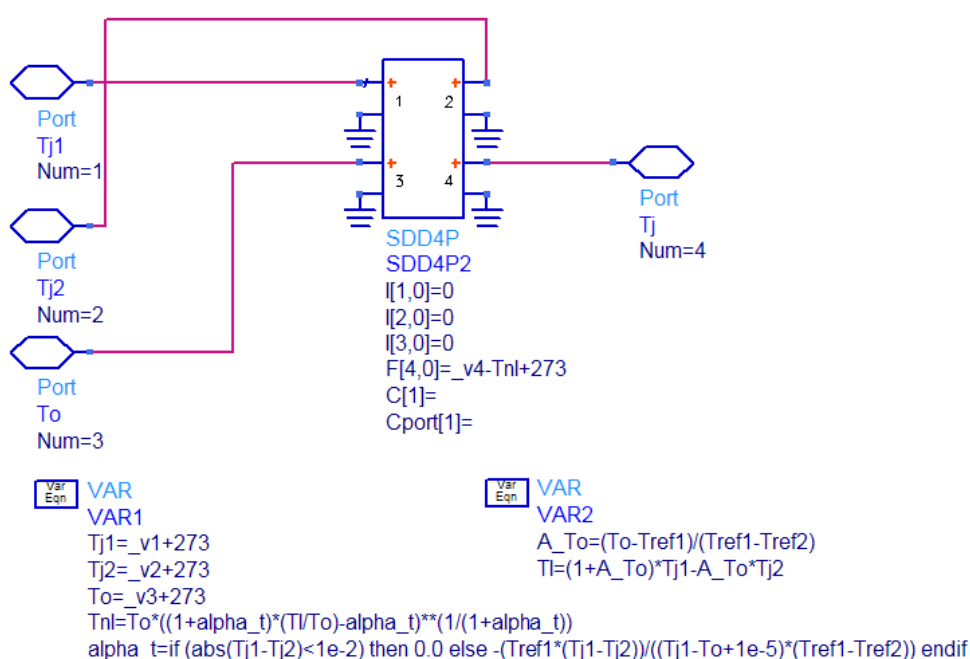 Port
Tj1
Num=1
Port
Tj2
Num=2
Port
To
Num=3
1
2
3
4
SDD4P
SDD4P2
I[1,0]=0
I[2,0]=0
I[3,0]=0
F[4,0]=_v4-Tnl+273
C[1]=
Cport[1]=
Port
Tj
Num=4
Var
Eqn
VAR
VAR1
Tj1=_v1+273
Tj2=_v2+273
To=_v3+273
Tnl=To*((1+alpha_t)*(Tl/To)-alpha_t)**(1/(1+alpha_t))
alpha_t=if (abs(Tj1-Tj2)<1e-2) then 0.0 else -(Tref1*(Tj1-Tj2))/((Tj1-To+1e-5)*(Tref1-Tref2)) endif
Var
Eqn
VAR
VAR2
A_To=(To-Tref1)/(Tref1-Tref2)
Tl=(1+A_To)*Tj1-A_To*Tj2